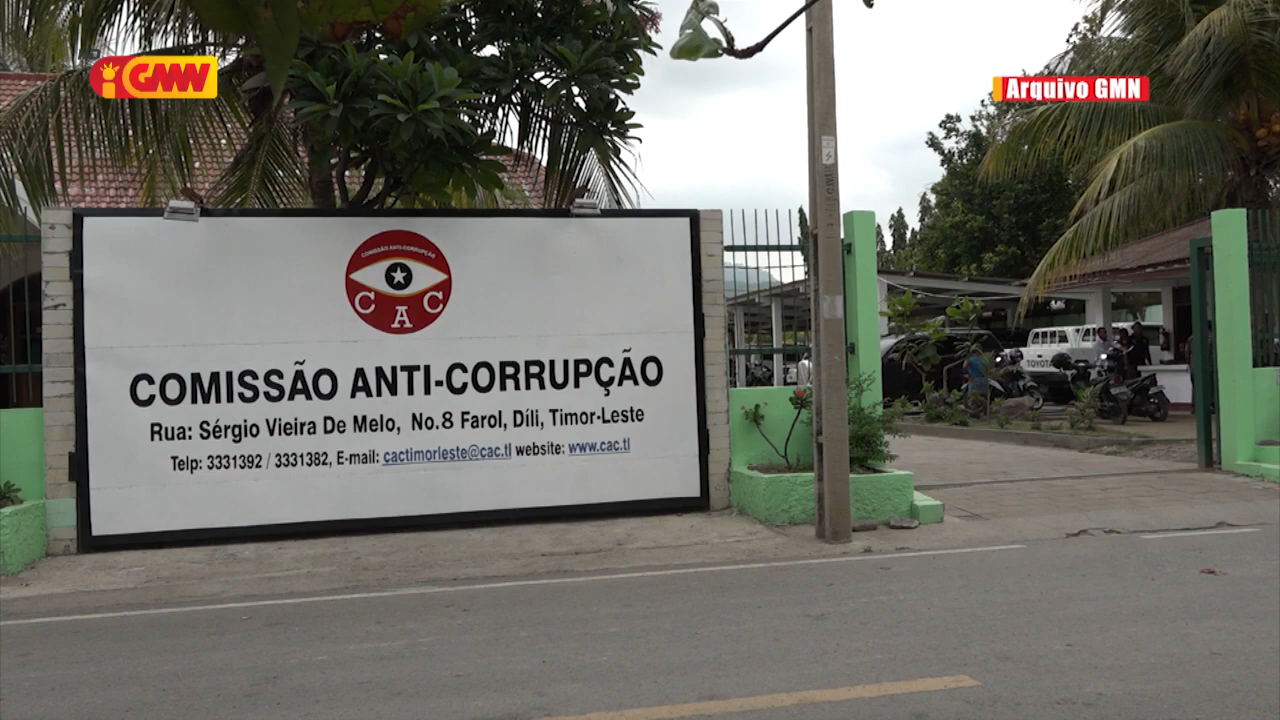 GMN
Arquivo GMN
COMISSÃO ANTI-CORRUPÇÃO
C A C
COMISSÃO ANTI-CORRUPÇÃO
Rua: Sérgio Vieira De Melo, No.8 Farol, Díli, Timor-Leste
Telp: 3331392 / 3331382, E-mail: cactimorleste@cac.tl website: www.cac.tl
TOYOTA